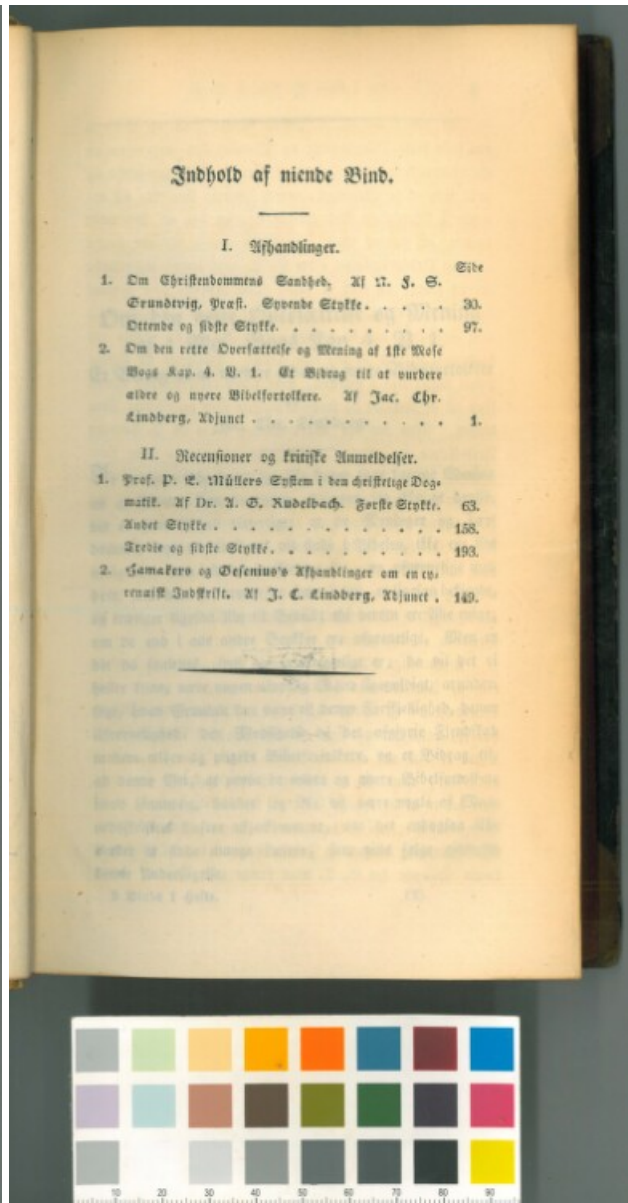 Indhold af niende Bind.
I. Afhandlinger.
Side
1. Om Christendommens Sandhed. Af N. F. S.
Grundtvig, Præst. Syvende Stykke. . . . . 30.
Ottende og sidste Stykke. . . . . . . . . . 97.
2. Om den rette Oversættelse og Mening af 1ste Mose
Bogs Kap. 4. V. 1. Et Bidrag til at vurdere
ældre og nyere Bibelfortolkere. Af Jac. Chr.
Lindberg, Adjunct . . . . . . . . . . . 1.
II. Recensioner og kritiske Anmeldelser.
1. Prof. P. E. Müllers System i den christelige Dog-
matik. Af Dr. A. G. Rudelbach. Første Stykke. 63.
Andet Stykke . . . . . . . . . . . . . 158.
Tredie og sidste Stykke. . . . . . . . . . 193.
2. Hamakers og Gesenius's Afhandlinger om en cy-
renaisk Indskrift. Af J. C. Lindberg, Adjunct . 149.
10 20 30 40 50 60 70 80 90